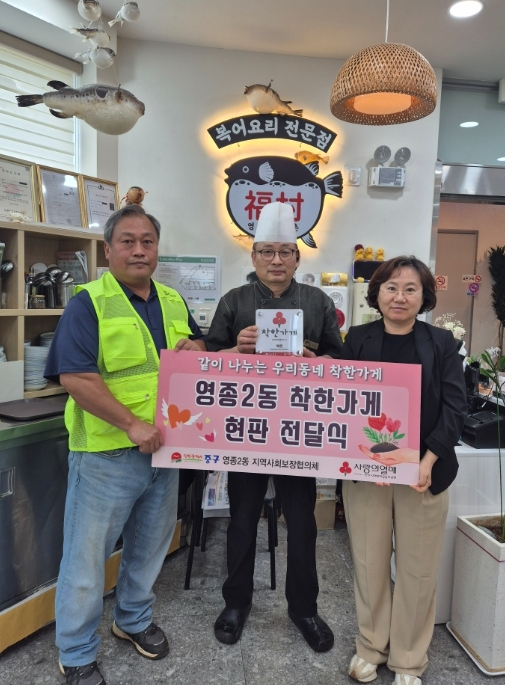 복어요리 전문점
福村
착한가게
같이 나누는 우리동네 착한가게
영종2동 착한가게
현판 전달식
중구 영종2동 지역사회보장협의체
사랑의열매